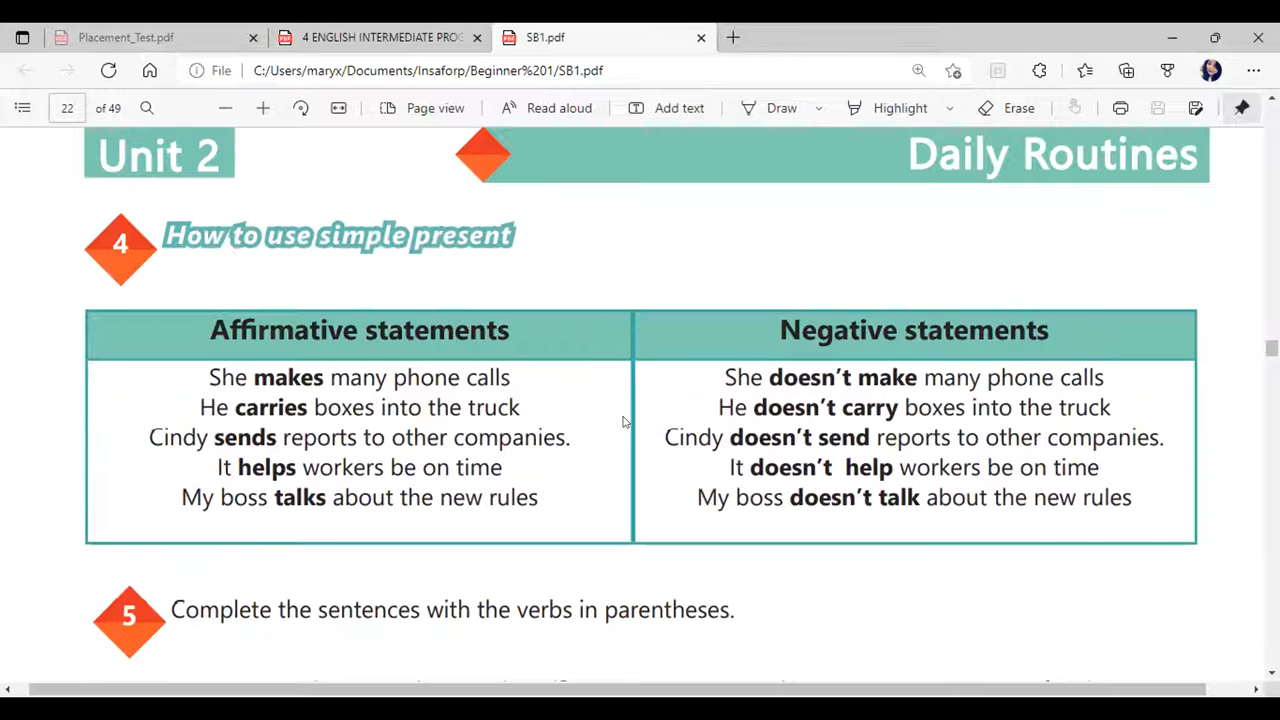 Placement_Test.pdf
4 ENGLISH INTERMEDIATE PROG
SB1.pdf
File
C:/Users/maryx/Documents/Insaforp/Beginner%201/SB1.pdf
22 of 49
Page view
Read aloud
Add text
Draw
Highlight
Erase
Unit 2
Daily Routines
4
How to use simple present
Affirmative statements
She makes many phone calls
He carries boxes into the truck
Cindy sends reports to other companies.
It helps workers be on time
My boss talks about the new rules
Negative statements
She doesn't make many phone calls
He doesn't carry boxes into the truck
Cindy doesn't send reports to other companies.
It doesn't  help workers be on time
My boss doesn't talk about the new rules
5
Complete the sentences with the verbs in parentheses.